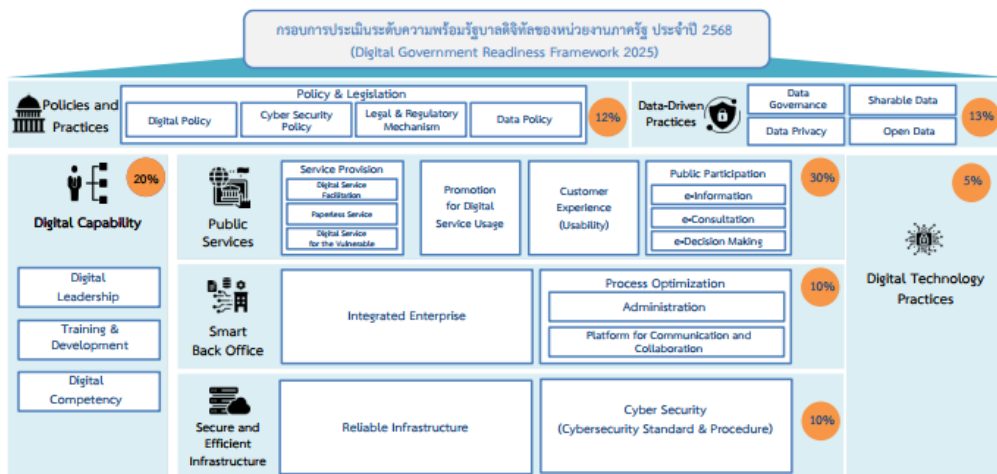 กรอบการประเมินระดับความพร้อมรัฐบาลดิจิทัลของหน่วยงานภาครัฐ ประจำปี 2568
(Digital Government Readiness Framework 2025)
Policies and
Practices
Policy & Legislation
Digital Policy
Cyber Security
Policy
Legal & Regulatory
Mechanism
Data Policy
12%
Data-Driven
Practices
Data
Governance
Sharable Data
Data Privacy
Open Data
13%
20%
Digital Capability
Digital
Leadership
Training &
Development
Digital
Competency
Public
Services
Service Provision
Digital Service
Facilitation
Paperless Service
Digital Service
for the Vulnerable
Promotion
for Digital
Service Usage
Customer
Experience
(Usability)
Public Participation
e-Information
e-Consultation
e-Decision Making
30%
Smart
Back Office
Integrated Enterprise
Process Optimization
Administration
Platform for Communication and
Collaboration
10%
Secure and
Efficient
Infrastructure
Reliable Infrastructure
Cyber Security
(Cybersecurity Standard & Procedure)
10%
5%
Digital Technology
Practices